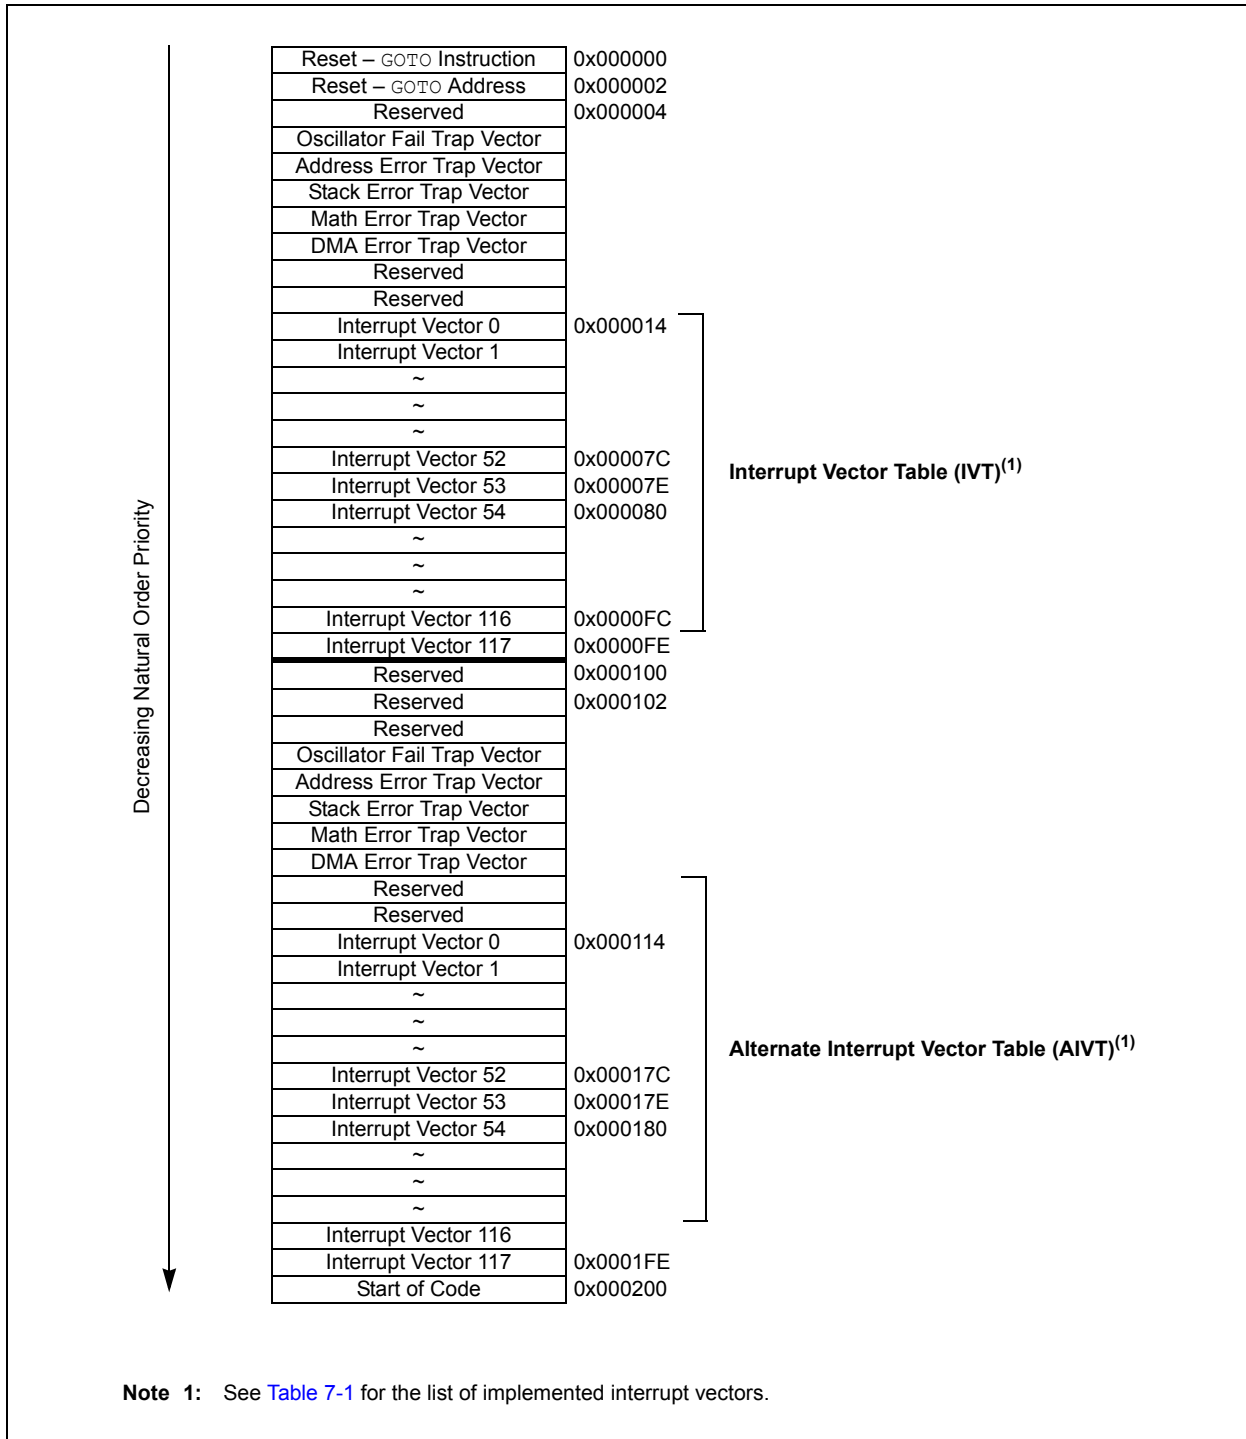 Reset – GOTO Instruction 0x000000
Reset – GOTO Address 0x000002
Reserved 0x000004
Oscillator Fail Trap Vector
Address Error Trap Vector
Stack Error Trap Vector
Math Error Trap Vector
DMA Error Trap Vector
Reserved
Reserved
Interrupt Vector 0 0x000014
Interrupt Vector 1
~
~
~
Interrupt Vector 52 0x00007C
Interrupt Vector Table (IVT)(1)
Interrupt Vector 53 0x00007E
Interrupt Vector 54 0x000080
~
~
~
Interrupt Vector 116 0x0000FC
Interrupt Vector 117 0x0000FE
Decreasing Natural Order Priority
Reserved 0x000100
Reserved 0x000102
Reserved
Oscillator Fail Trap Vector
Address Error Trap Vector
Stack Error Trap Vector
Math Error Trap Vector
DMA Error Trap Vector
Reserved
Reserved
Interrupt Vector 0 0x000114
Interrupt Vector 1
~
~
~
Alternate Interrupt Vector Table (AIVT)(1)
Interrupt Vector 52 0x00017C
Interrupt Vector 53 0x00017E
Interrupt Vector 54 0x000180
~
~
~
Interrupt Vector 116
Interrupt Vector 117 0x0001FE
Start of Code 0x000200
Note 1: See Table 7-1 for the list of implemented interrupt vectors.